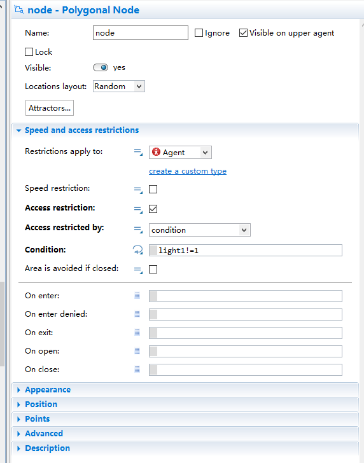 node - Polygonal Node
Name: node Ignore Visible on upper agent
Lock
Visible: yes
Locations layout: Random
Attractors...
Speed and access restrictions
Restrictions apply to: Agent
create a custom type
Speed restriction:
Access restriction:
Access restricted by: condition
Condition: light1!=1
Area is avoided if closed:
On enter:
On enter denied:
On exit:
On open:
On close:
Appearance
Position
Points
Advanced
Description